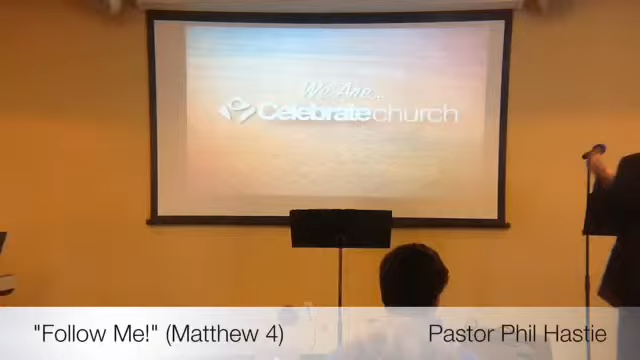 We Are...
Celebratechurch
"Follow Me!" (Matthew 4)
Pastor Phil Hastie